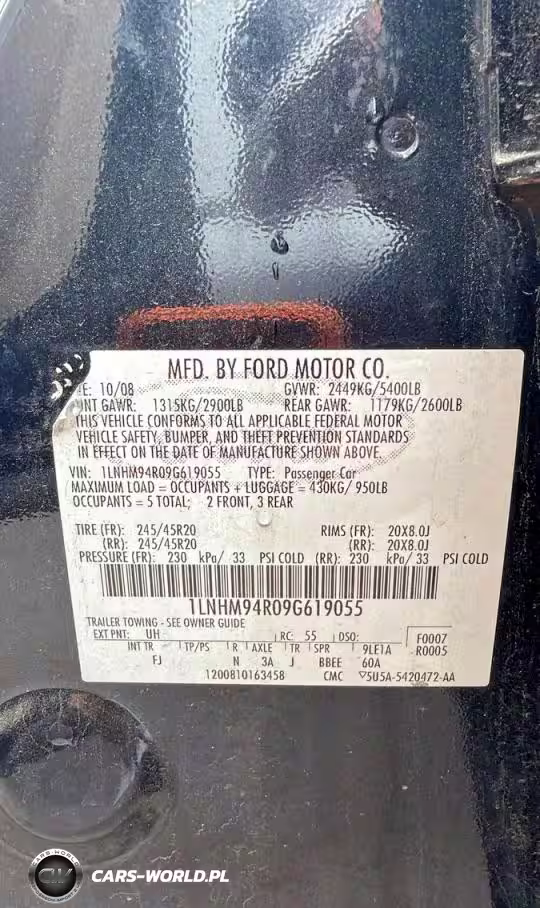 MFD. BY FORD MOTOR CO.
E: 10/08 GVWR: 2449KG/5400LB
NT GAWR: 1315KG/2900LB REAR GAWR: 1179KG/2600LB
THIS VEHICLE CONFORMS TO ALL APPLICABLE FEDERAL MOTOR
VEHICLE SAFETY, BUMPER, AND THEFT PREVENTION STANDARDS
IN EFFECT ON THE DATE OF MANUFACTURE SHOWN ABOVE.
VIN: 1LNHM94R09G619055 TYPE: Passenger Car
MAXIMUM LOAD = OCCUPANTS + LUGGAGE = 430KG/ 950LB
OCCUPANTS = 5 TOTAL; 2 FRONT, 3 REAR
TIRE (FR): 245/45R20 RIMS (FR): 20X8.0J
(RR): 245/45R20 (RR): 20X8.0J
PRESSURE (FR): 230 kPa/ 33 PSI COLD (RR): 230 kPa/ 33 PSI COLD
1LNHM94R09G619055
TRAILER TOWING - SEE OWNER GUIDE
EXT PNT: UH RC: 55 DSO: F0007
INT TR TP/PS R AXLE TR SPR 9LE1A R0005
FJ N 3A J BBEE 60A
1200810163458 CMC ▽5U5A-5420472-AA
CARS-WORLD
CW
CARS-WORLD.PL